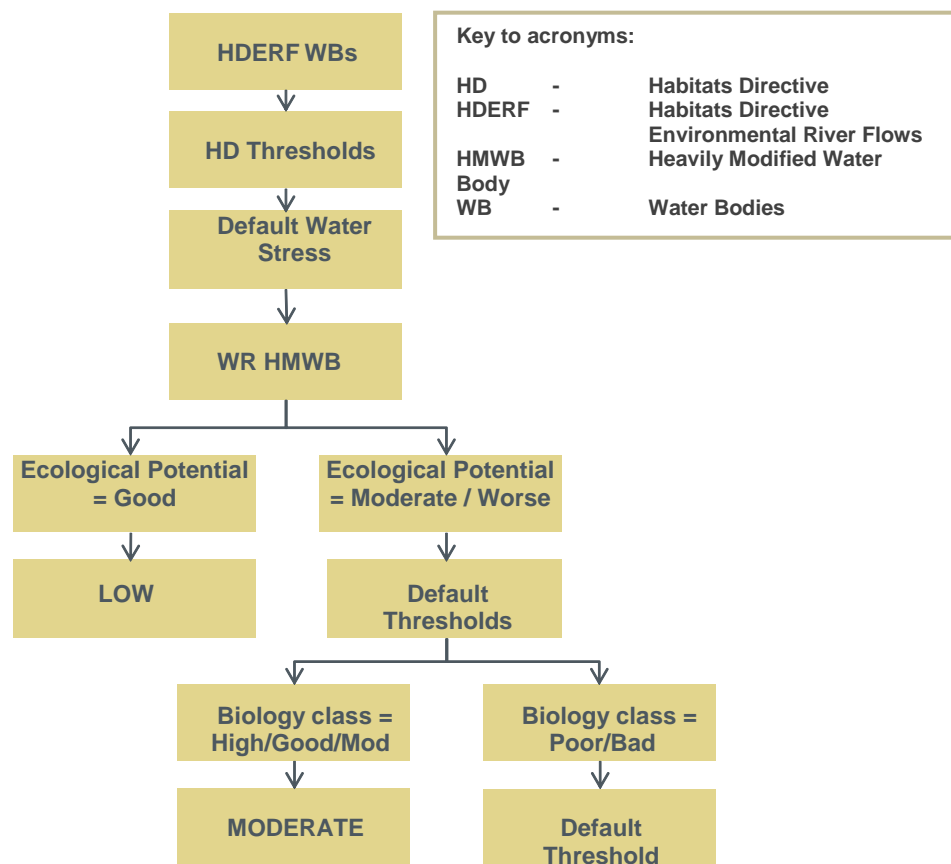 HDERF WBs
Key to acronyms:
HD - Habitats Directive
HDERF - Habitats Directive
Environmental River Flows
HMWB - Heavily Modified Water
Body
WB - Water Bodies
HD Thresholds
Default Water
Stress
WR HMWB
Ecological Potential
= Good
Ecological Potential
= Moderate / Worse
LOW
Default
Thresholds
Biology class =
High/Good/Mod
Biology class =
Poor/Bad
MODERATE
Default
Threshold